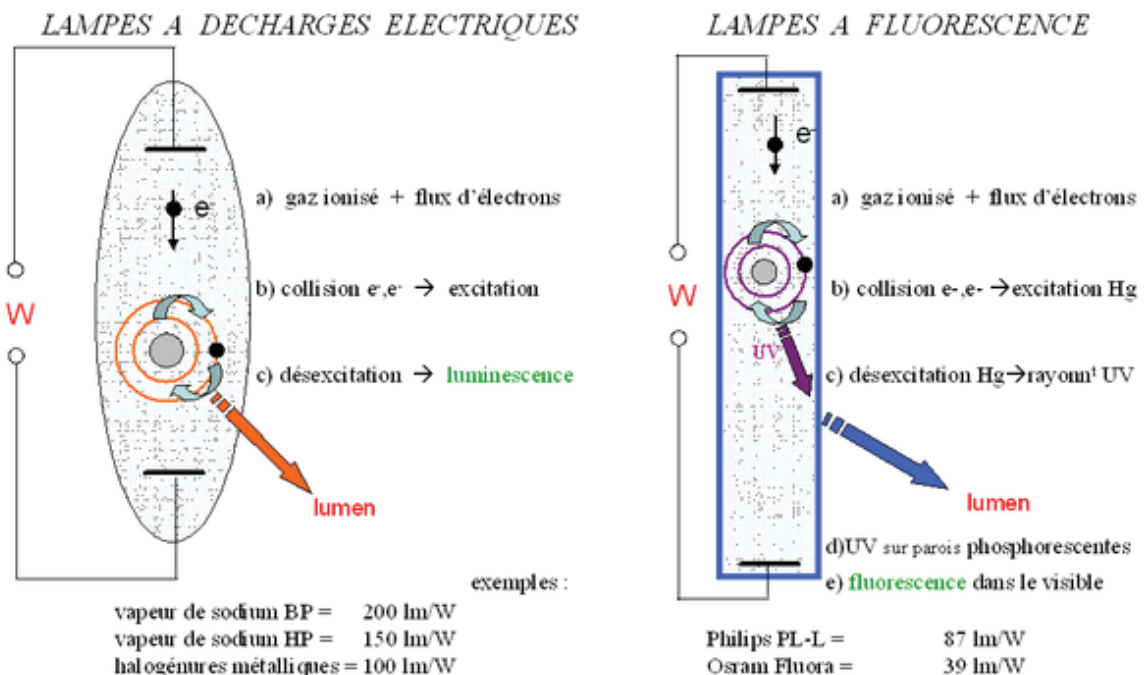 LAMPES A DECHARGES ELECTRIQUES
e-
a) gaz ionisé + flux d'électrons
W
b) collision e-,e- → excitation
c) désexcitation → luminescence
lumen
exemples :
vapeur de sodium BP = 200 lm/W
vapeur de sodium HP = 150 lm/W
halogénures métalliques = 100 lm/W
LAMPES A FLUORESCENCE
e-
a) gaz ionisé + flux d'électrons
W
b) collision e-,e- →excitation Hg
UV
c) désexcitation Hg→rayonnt UV
lumen
d)UV sur parois phosphorescentes
e) fluorescence dans le visible
Philips PL-L = 87 lm/W
Osram Fluora = 39 lm/W